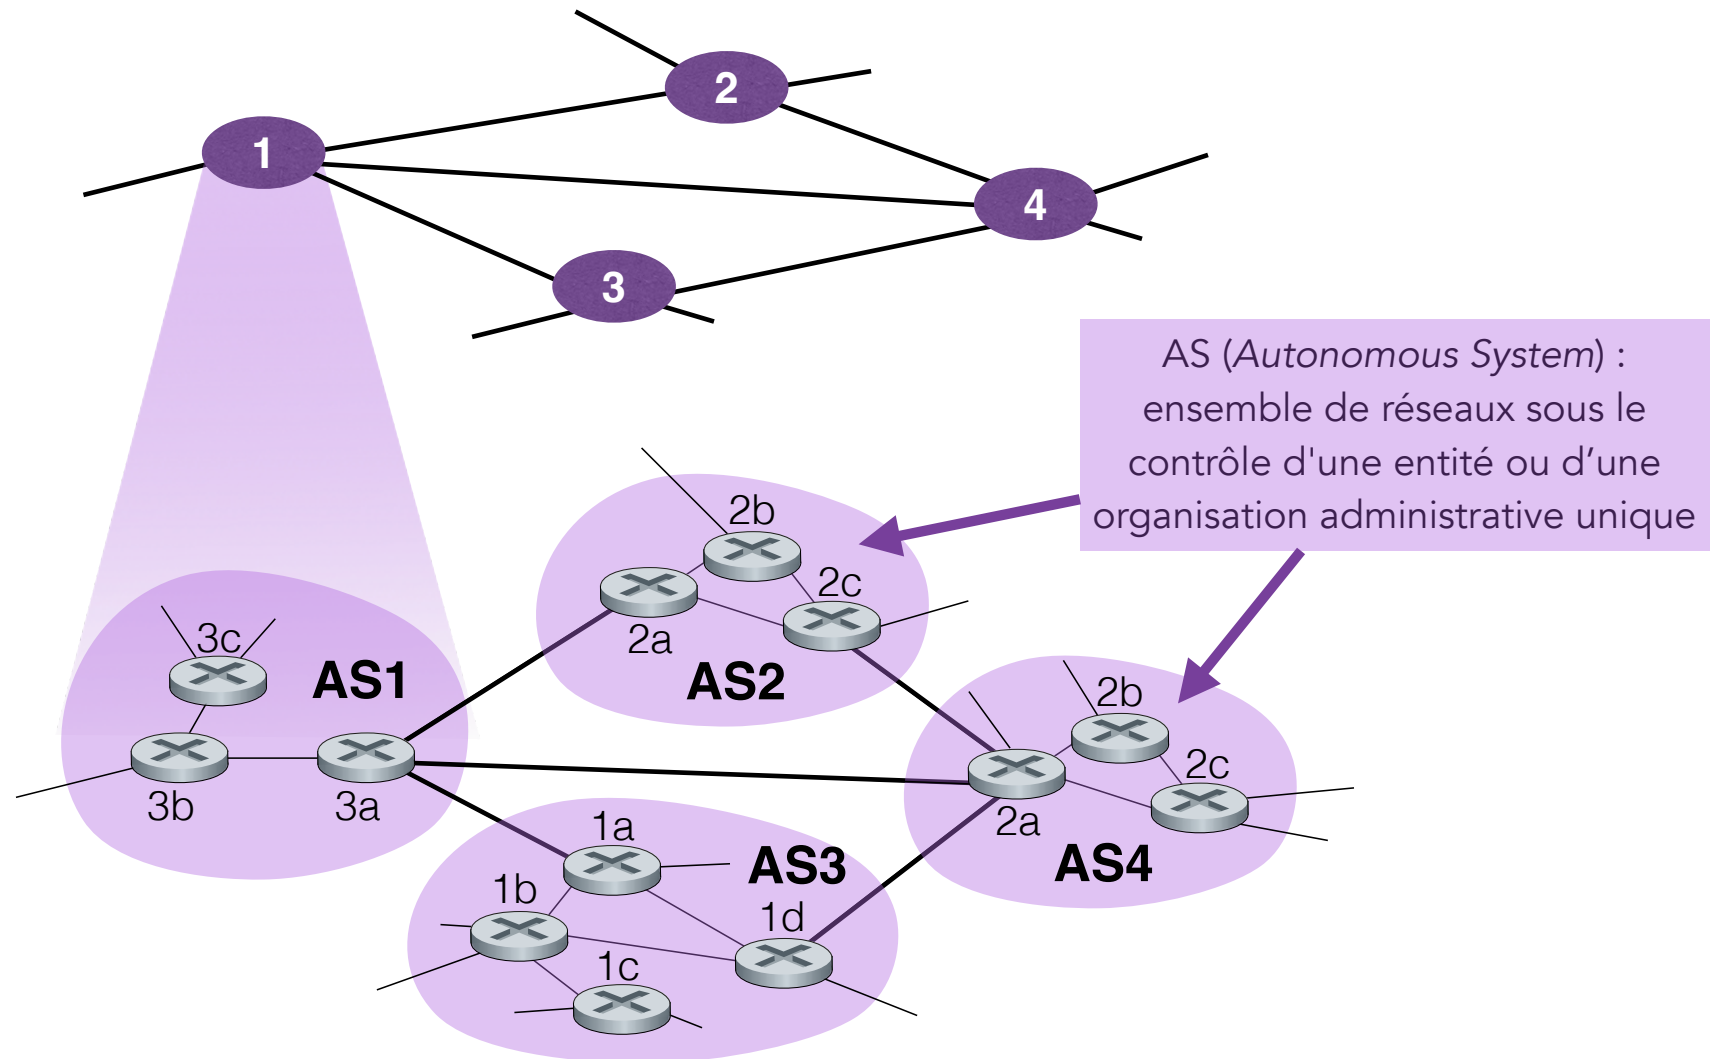 2
1
4
3
AS (Autonomous System) :
ensemble de réseaux sous le
contrôle d'une entité ou d’une
organisation administrative unique
2b
2c
2a
AS2
3c
AS1
3b
3a
2b
2c
2a
AS4
1a
AS3
1b
1d
1c